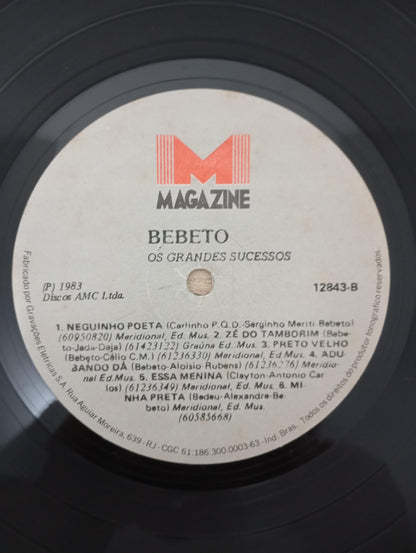 M
MAGAZINE
BEBETO
OS GRANDES SUCESSOS
(P) 1983
Discos AMC Ltda.
12843-B
1. NEGUINHO POETA (Carlinho P.Q.D.-Serginho Meriti-Bebeto)
(60950820) Meridional, Ed. Mus. 2. ZÉ DO TAMBORIM (Bebe-
to-Jada-Daja) (61423122) Graúna Ed. Mus. 3. PRETO VELHO
(Bebeto-Célio C.M.) (61236330) Meridional Ed. Mus. 4. ADU-
BANDO DÁ (Bebeto-Aloisio-Rubens) Meridio-
nal Ed. Mus. 5. ESSA MENINA (Clayton-Antonio Car
los) (61236349) Meridional, Ed. Mus. 6. MI-
NHA PRETA (Bedeu-Alexandre-Be-
beto) Meridional, Ed. Mus.
(60585668)
Fabricado por Gravações Elétricas S.A. Rua Aguiar Moreira, 639 - RJ - CGC 61.186.300.0003-63 - Ind. Bras. Todos os direitos do produtor fonográfico reservados.